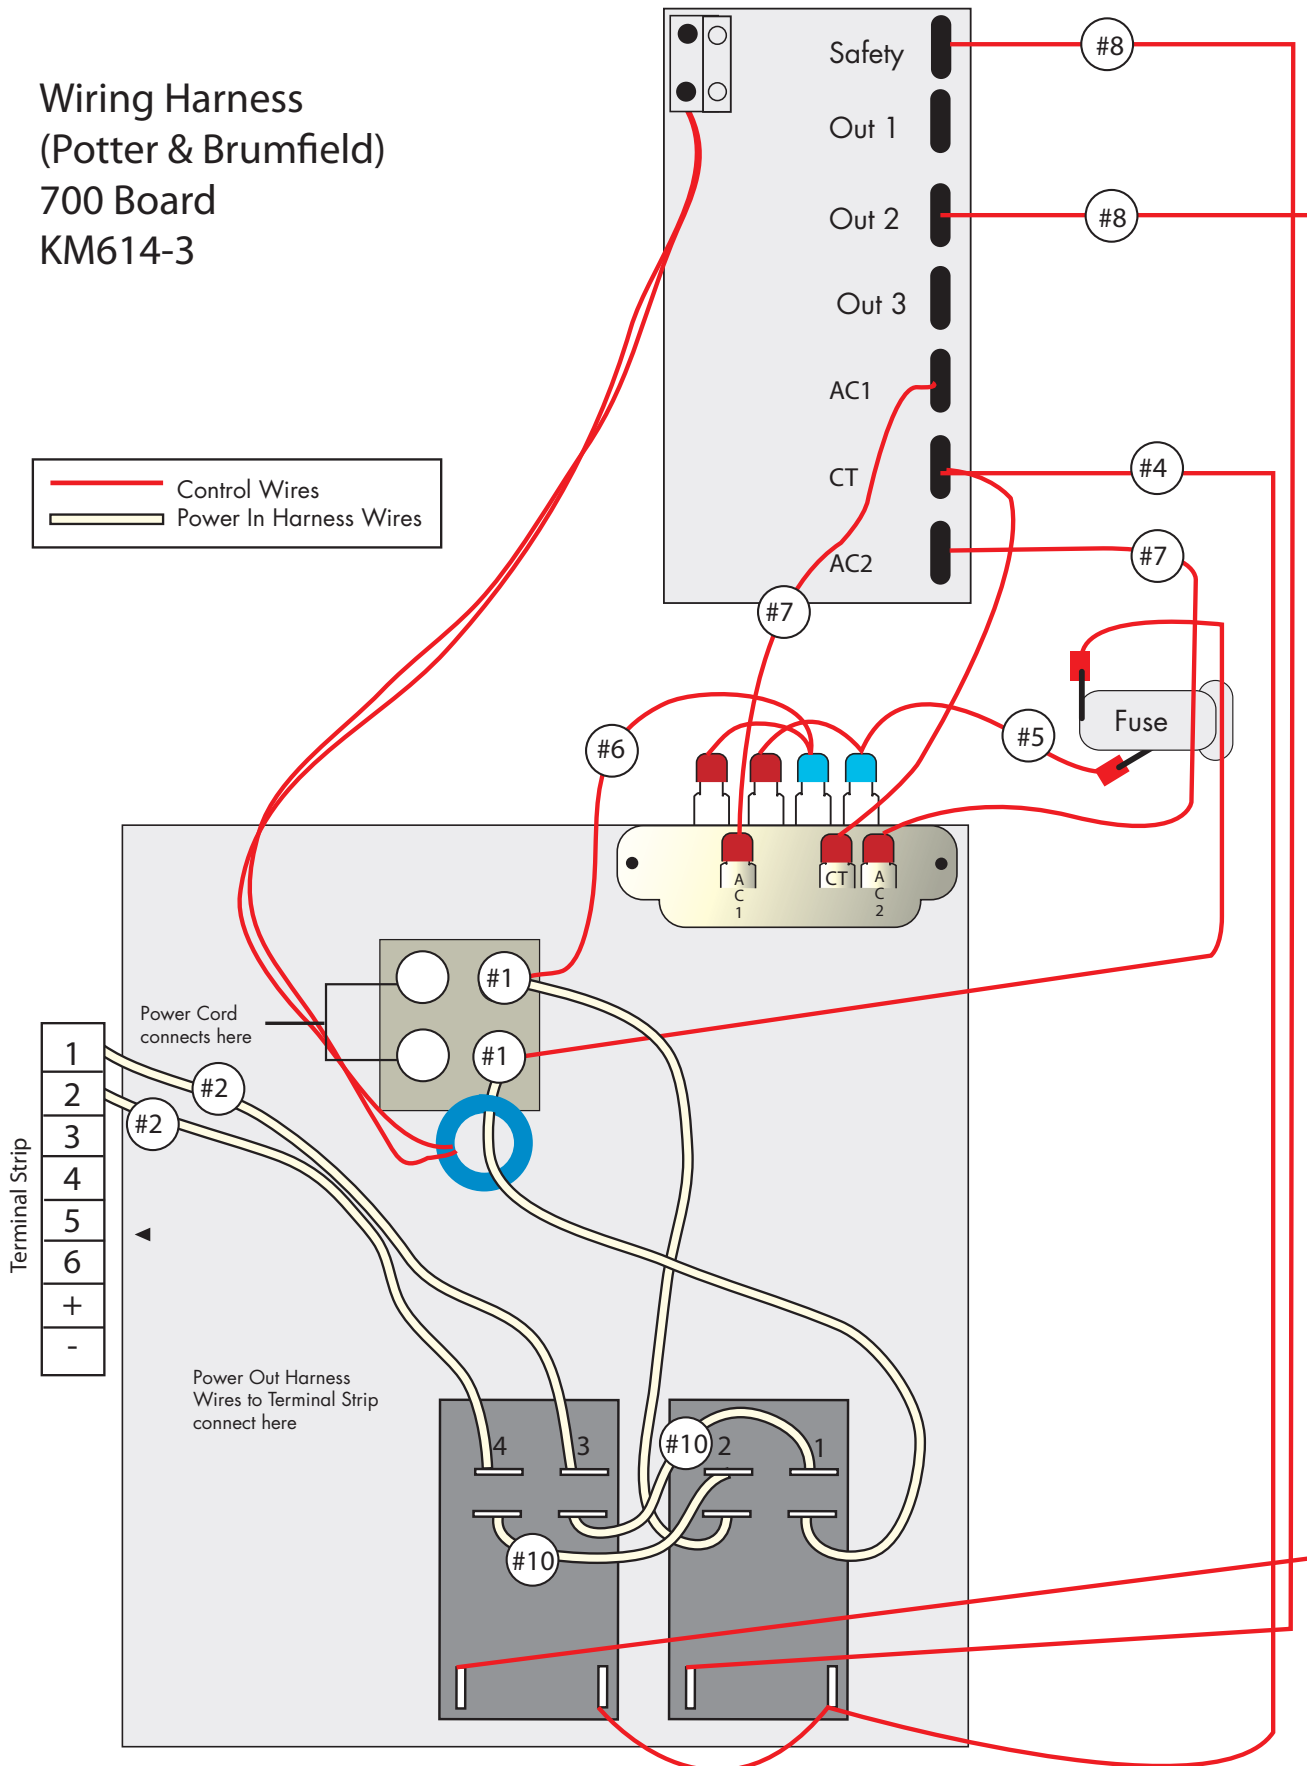 Wiring Harness
(Potter & Brumfield)
700 Board
KM614-3
Safety
#8
Out 1
Out 2
#8
Out 3
AC1
CT
#4
AC2
#7
#7
Control Wires
Power In Harness Wires
#6
#5
Fuse
A
C
1
CT
A
C
2
#1
#1
Power Cord
connects here
Terminal Strip
1
2
3
4
5
6
+
-
#2
#2
Power Out Harness
Wires to Terminal Strip
connect here
4
3
#10
2
1
#10